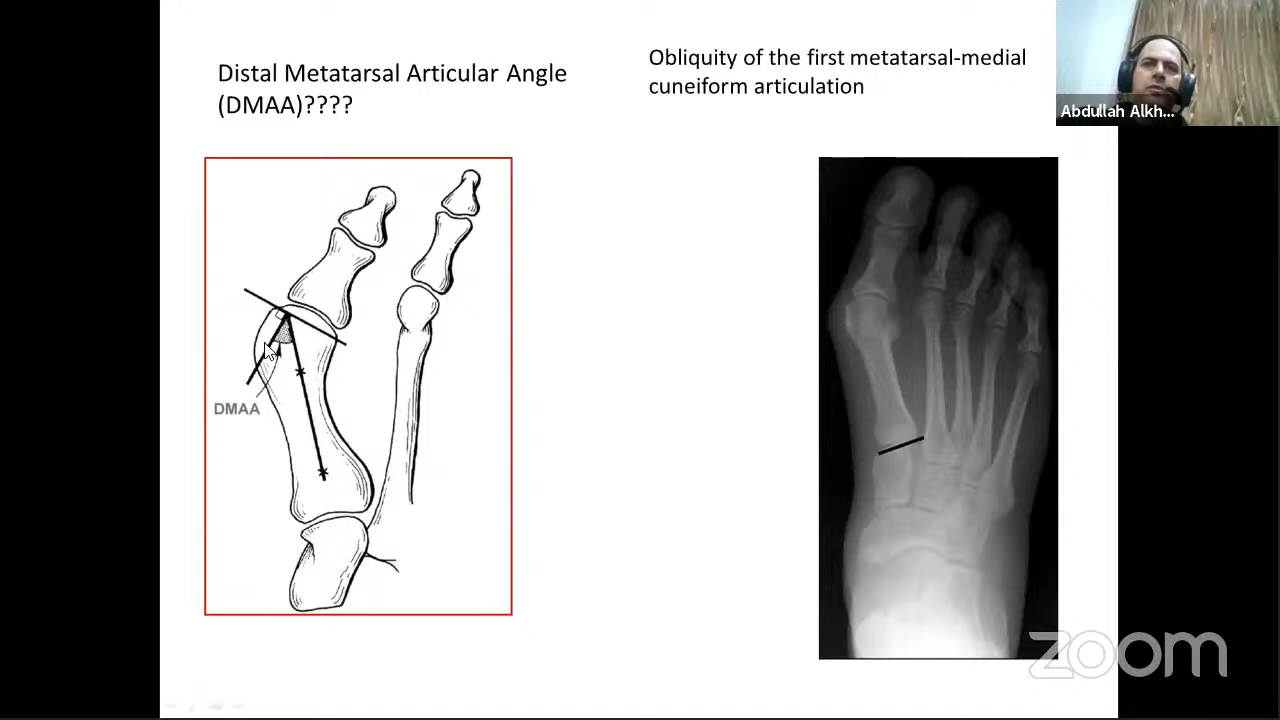 Distal Metatarsal Articular Angle
(DMAA)????
Obliquity of the first metatarsal-medial
cuneiform articulation
Abdullah Alkh...
DMAA
zoom